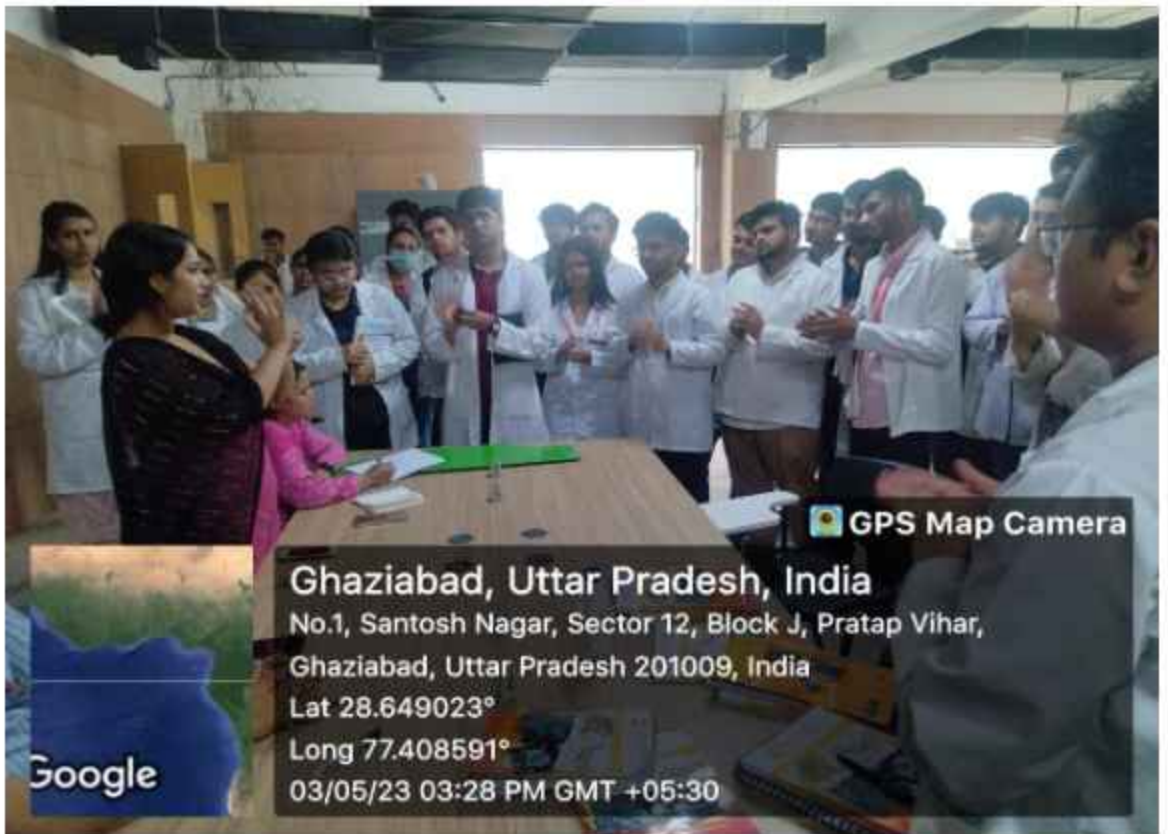 GPS Map Camera
Ghaziabad, Uttar Pradesh, India
No.1, Santosh Nagar, Sector 12, Block J, Pratap Vihar,
Ghaziabad, Uttar Pradesh 201009, India
Lat 28.649023°
Long 77.408591°
03/05/23 03:28 PM GMT +05:30
Google